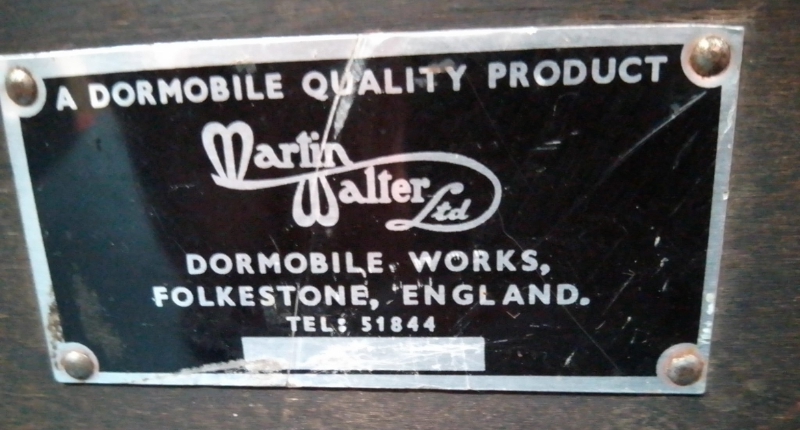 A DORMOBILE QUALITY PRODUCT
Martin
Walter Ltd
DORMOBILE WORKS,
FOLKESTONE, ENGLAND.
TEL: 51844